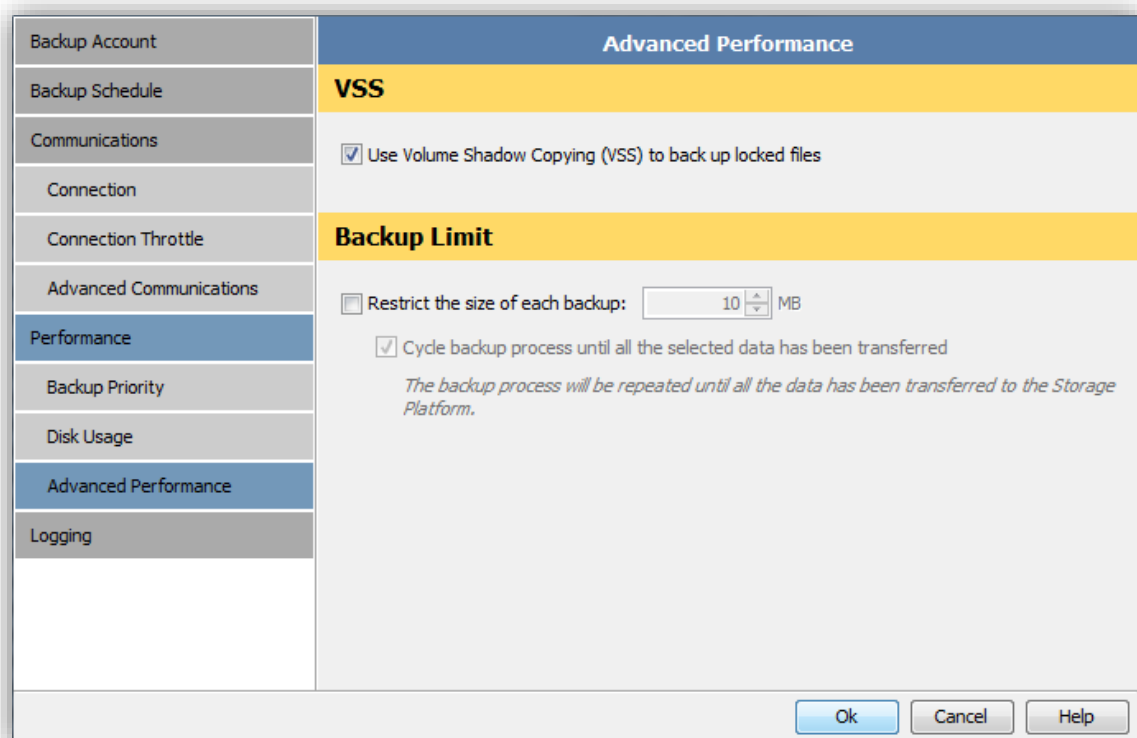 Backup Account
Backup Schedule
Communications
Connection
Connection Throttle
Advanced Communications
Performance
Backup Priority
Disk Usage
Advanced Performance
Logging
Advanced Performance
VSS
Use Volume Shadow Copying (VSS) to back up locked files
Backup Limit
Restrict the size of each backup: 10 MB
Cycle backup process until all the selected data has been transferred
The backup process will be repeated until all the data has been transferred to the Storage
Platform.
Ok Cancel Help